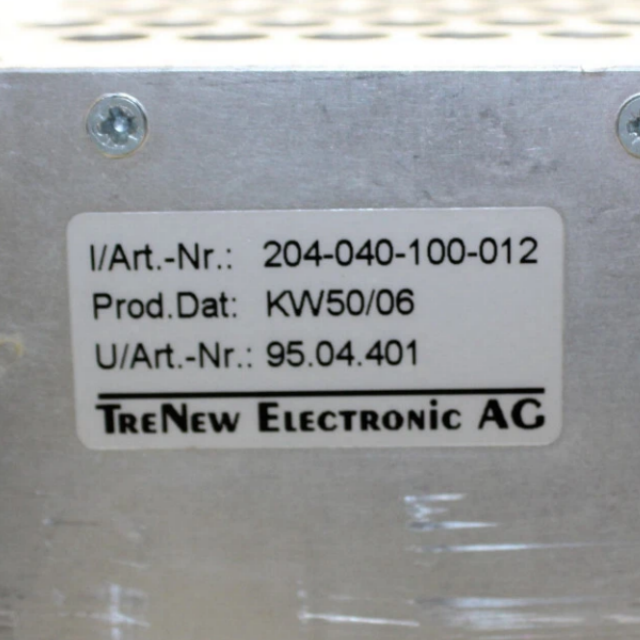 I/Art.-Nr.: 204-040-100-012
Prod.Dat: KW50/06
U/Art.-Nr.: 95.04.401
TreNew Electronic AG